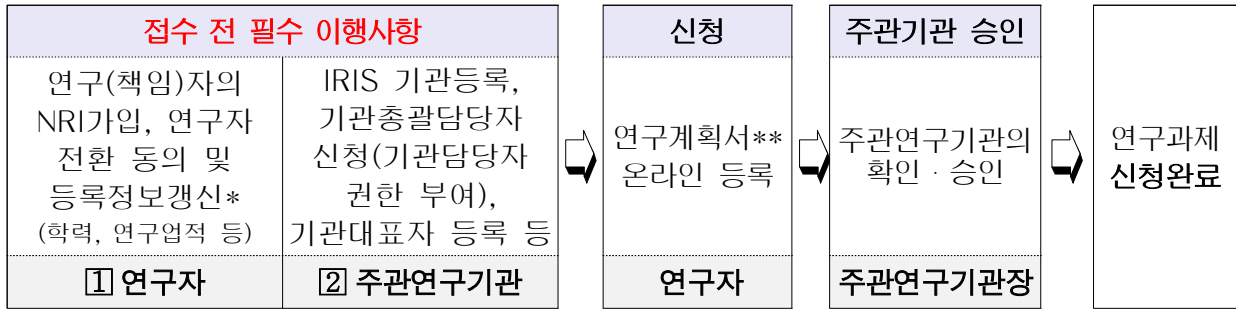 접수 전 필수 이행사항
연구(책임)자의
NRI가입, 연구자
전환 동의 및
등록정보갱신*
(학력, 연구업적 등)
1 연구자
IRIS 기관등록,
기관총괄담당자
신청(기관담당자
권한 부여),
기관대표자 등록 등
2 주관연구기관
신청
연구계획서**
온라인 등록
연구자
주관기관 승인
주관연구기관의
확인·승인
주관연구기관장
연구과제
신청완료